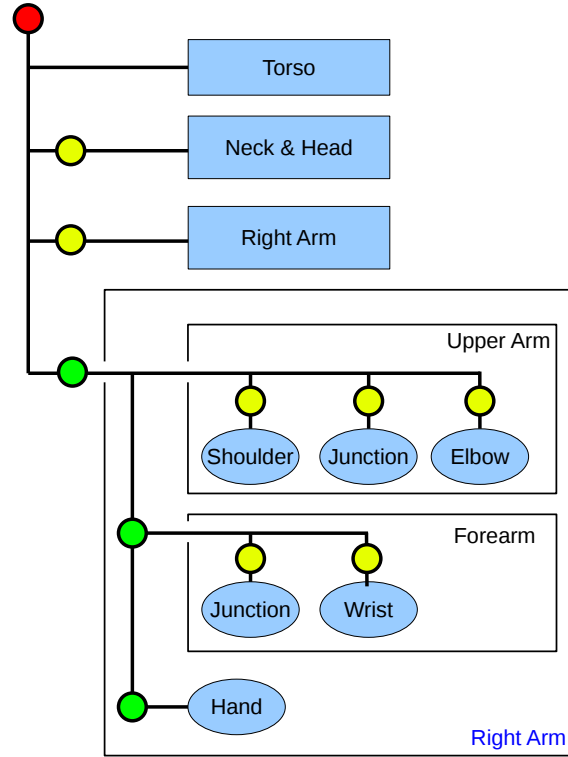 Torso
Neck & Head
Right Arm
Upper Arm
Shoulder Junction Elbow
Forearm
Junction Wrist
Hand
Right Arm